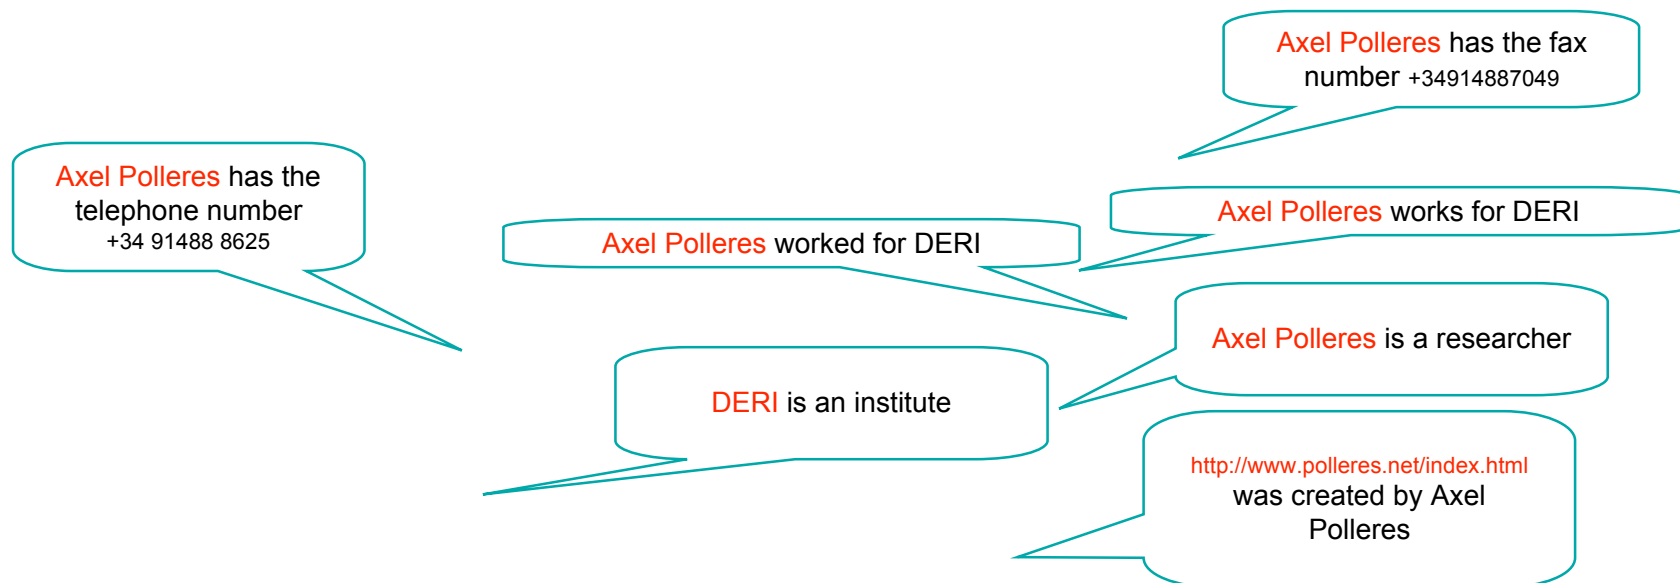 Axel Polleres has the fax
number +34914887049
Axel Polleres has the
telephone number
+34 91488 8625
Axel Polleres works for DERI
Axel Polleres worked for DERI
Axel Polleres is a researcher
DERI is an institute
http://www.polleres.net/index.html
was created by Axel
Polleres